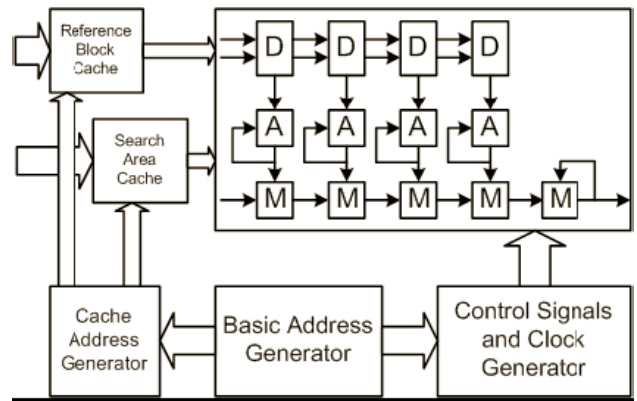 Reference
Block
Cache
D D D D
A A A A
Search
Area
Cache
M M M M M
Cache
Address
Generator
Basic Address
Generator
Control Signals
and Clock
Generator